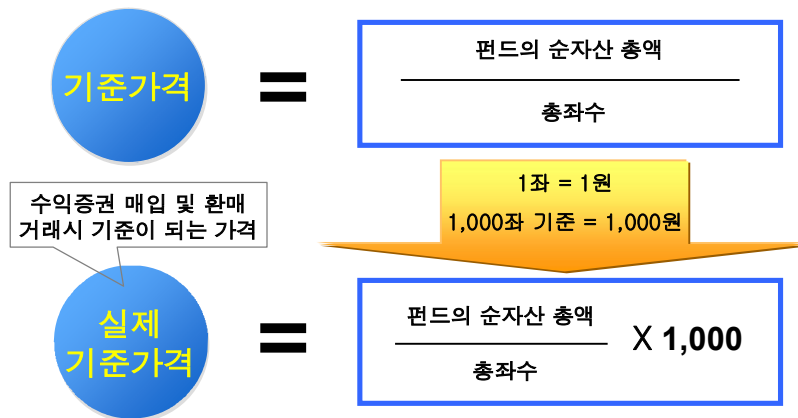 기준가격
=
펀드의 순자산 총액
총좌수
1좌 = 1원
1,000좌 기준 = 1,000원
수익증권 매입 및 환매
거래시 기준이 되는 가격
실제
기준가격
=
펀드의 순자산 총액
총좌수
X 1,000